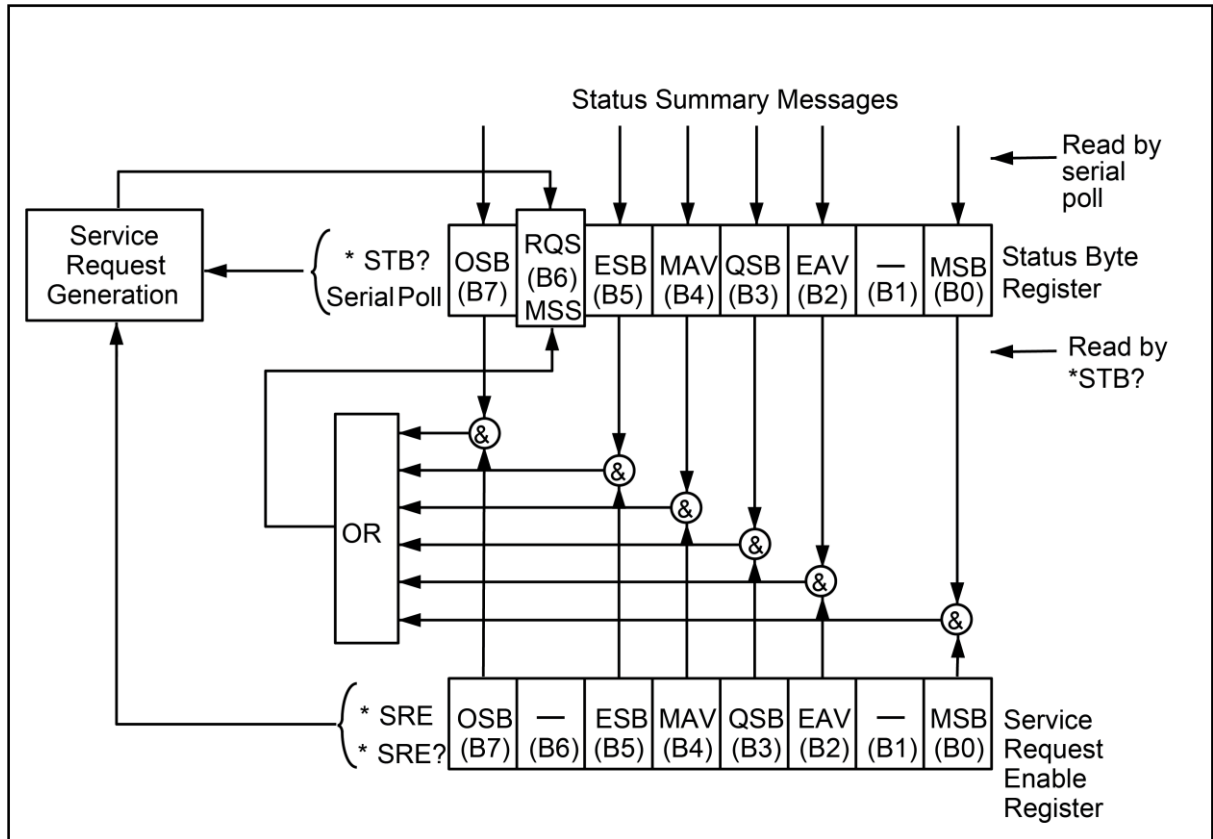 Status Summary Messages
Read by
serial
poll
Service
Request
Generation
* STB?
Serial Poll
OSB
(B7)
RQS
(B6)
MSS
ESB
(B5)
MAV
(B4)
QSB
(B3)
EAV
(B2)
—
(B1)
MSB
(B0)
Status Byte
Register
Read by
*STB?
&
&
&
&
&
&
OR
* SRE
* SRE?
OSB
(B7)
—
(B6)
ESB
(B5)
MAV
(B4)
QSB
(B3)
EAV
(B2)
—
(B1)
MSB
(B0)
Service
Request
Enable
Register